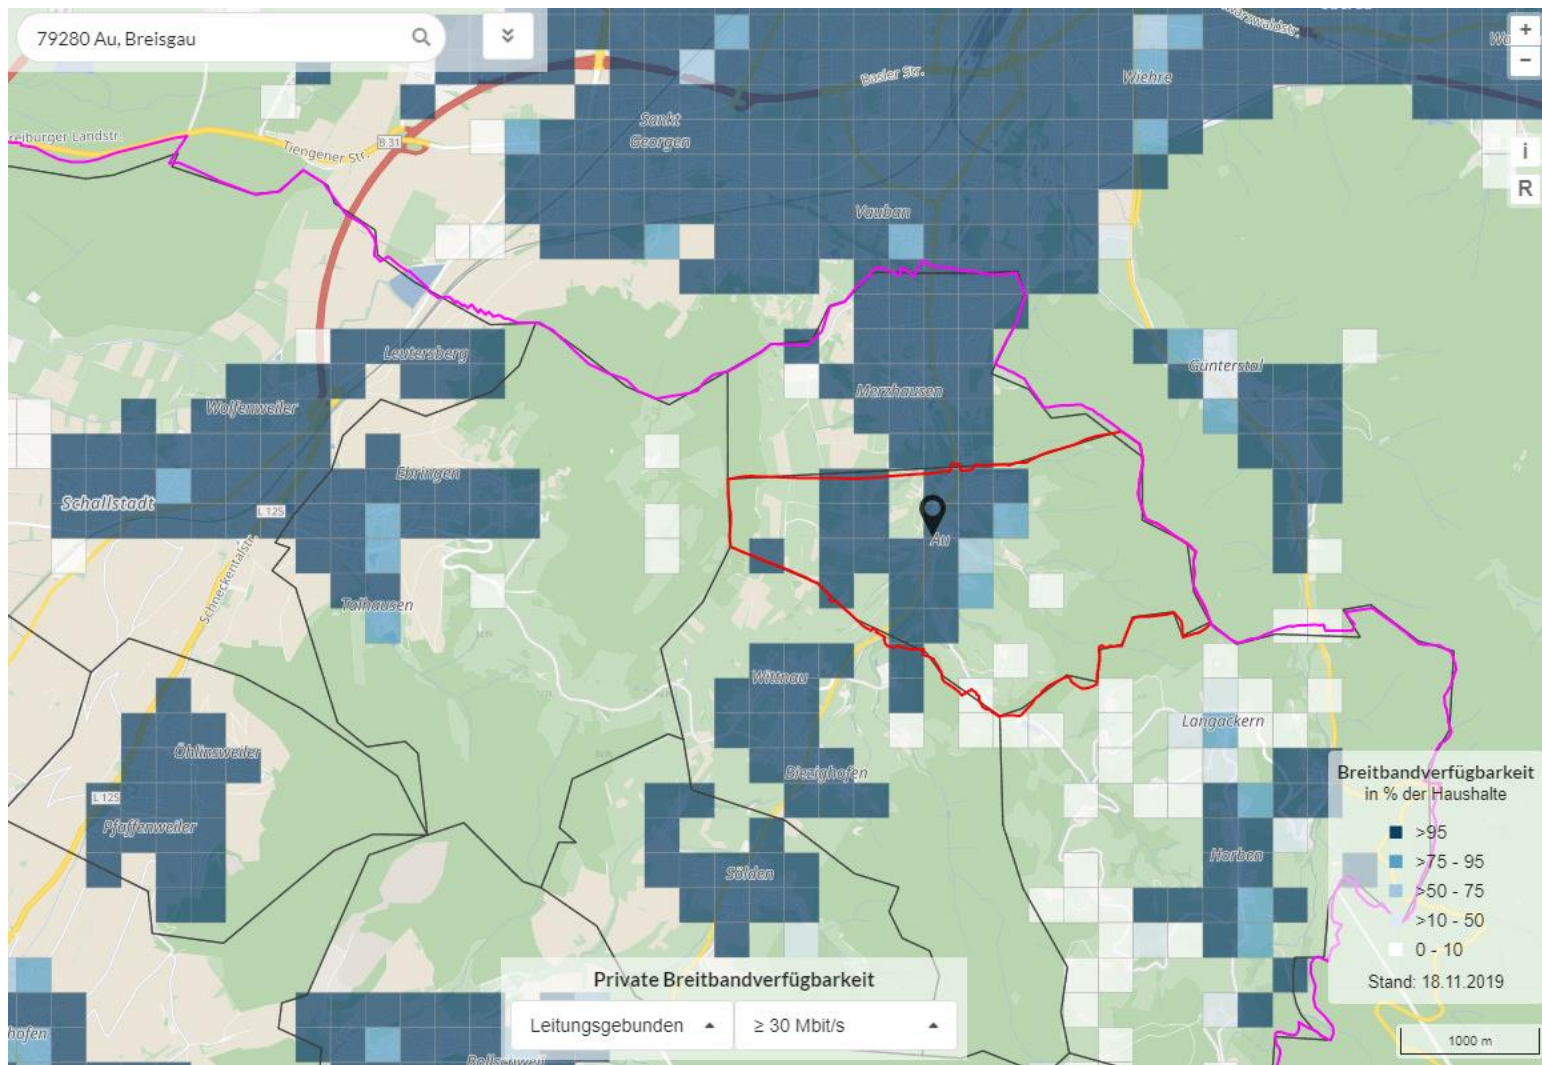 79280 Au, Breisgau
Wiehre
Basler Str.
Sankt
Georgen
B 31
Tiengener Str.
Vauban
Leutersberg
Günterstal
Merzhausen
Wolfenweiler
Ebringen
Schallstadt
L 125
Au
Schneckentalstr.
Talhausen
Wittnau
Langackern
Öhlinsweiler
Biezighofen
L 125
Pfaffenweiler
Sölden
Horben
+
−
i
R
Breitbandverfügbarkeit
in % der Haushalte
>95
>75 - 95
>50 - 75
>10 - 50
0 - 10
Stand: 18.11.2019
Private Breitbandverfügbarkeit
Leitungsgebunden
≥ 30 Mbit/s
hofen
1000 m